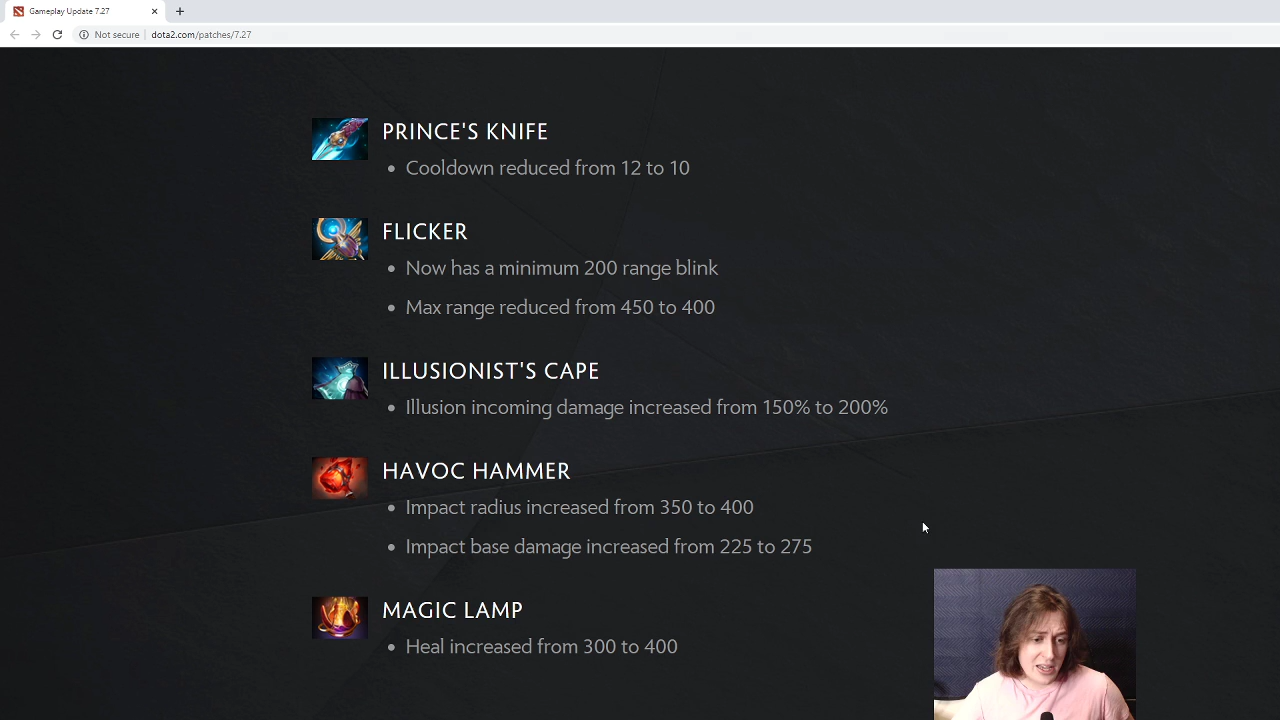 Gameplay Update 7.27
Not secure
dota2.com/patches/7.27
PRINCE'S KNIFE
Cooldown reduced from 12 to 10
FLICKER
Now has a minimum 200 range blink
Max range reduced from 450 to 400
ILLUSIONIST'S CAPE
Illusion incoming damage increased from 150% to 200%
HAVOC HAMMER
Impact radius increased from 350 to 400
Impact base damage increased from 225 to 275
MAGIC LAMP
Heal increased from 300 to 400